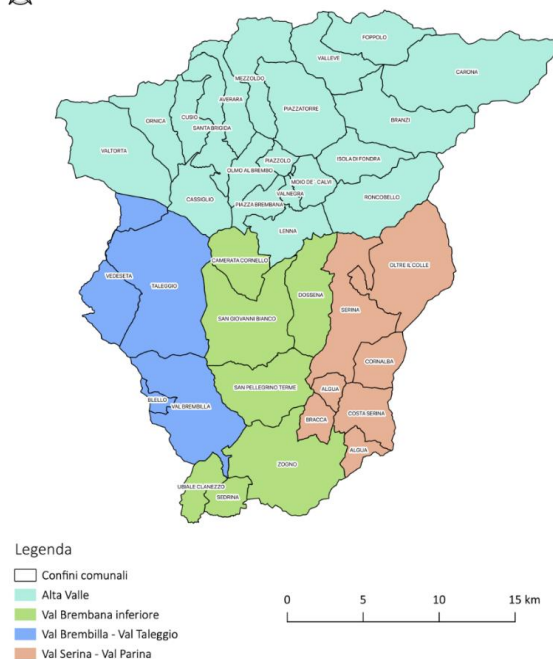 FOPPOLO
VALLEVE
CARONA
MEZZOLDO
AVERARA
PIAZZATORRE
CUSIO
ORNICA
SANTA BRIGIDA
BRANZI
VALTORTA
PIAZZOLO
ISOLA DI FONDRA
OLMO AL BREMBO
MOIO DE' CALVI
VALNEGRA
CASSIGLIO
PIAZZA BREMBANA
RONCOBELLO
LENNA
CAMERATA CORNELLO
OLTRE IL COLLE
VEDESETA
TALEGGIO
DOSSENA
SERINA
SAN GIOVANNI BIANCO
CORNALBA
SAN PELLEGRINO TERME
ALGUA
BLELLO
VAL BREMBILLA
BRACCA
COSTA SERINA
ALGUA
ZOGNO
UBIALE CLANEZZO
SEDRINA
Legenda
Confini comunali
Alta Valle
Val Brembana inferiore
Val Brembilla - Val Taleggio
Val Serina - Val Parina
0 5 10 15 km